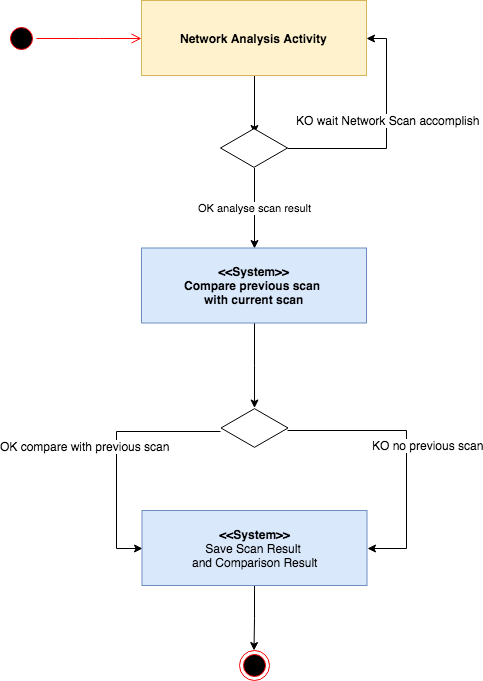 Network Analysis Activity
KO wait Network Scan accomplish
OK analyse scan result
<<System>>
Compare previous scan
with current scan
OK compare with previous scan
KO no previous scan
<<System>>
Save Scan Result
and Comparison Result